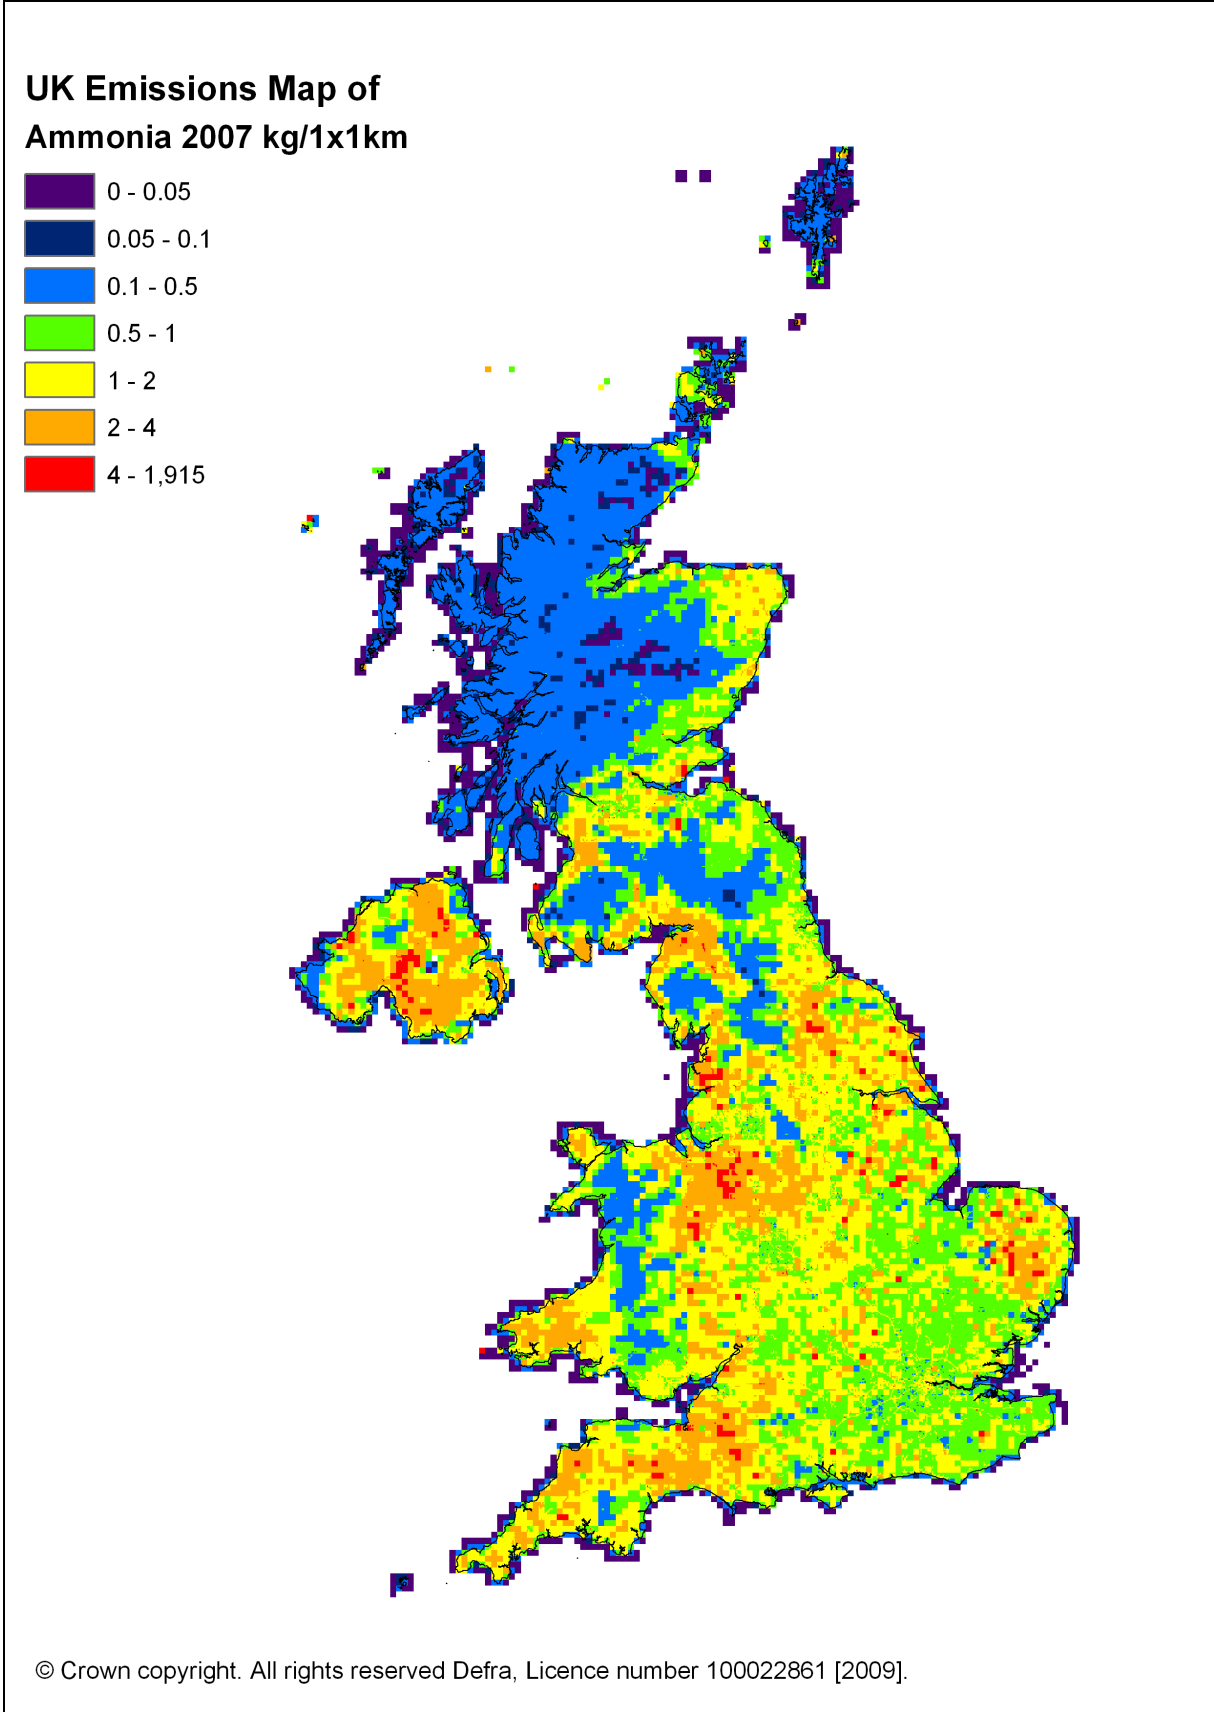 UK Emissions Map of
Ammonia 2007 kg/1x1km
0 - 0.05
0.05 - 0.1
0.1 - 0.5
0.5 - 1
1 - 2
2 - 4
4 - 1,915
© Crown copyright. All rights reserved Defra, Licence number 100022861 [2009].